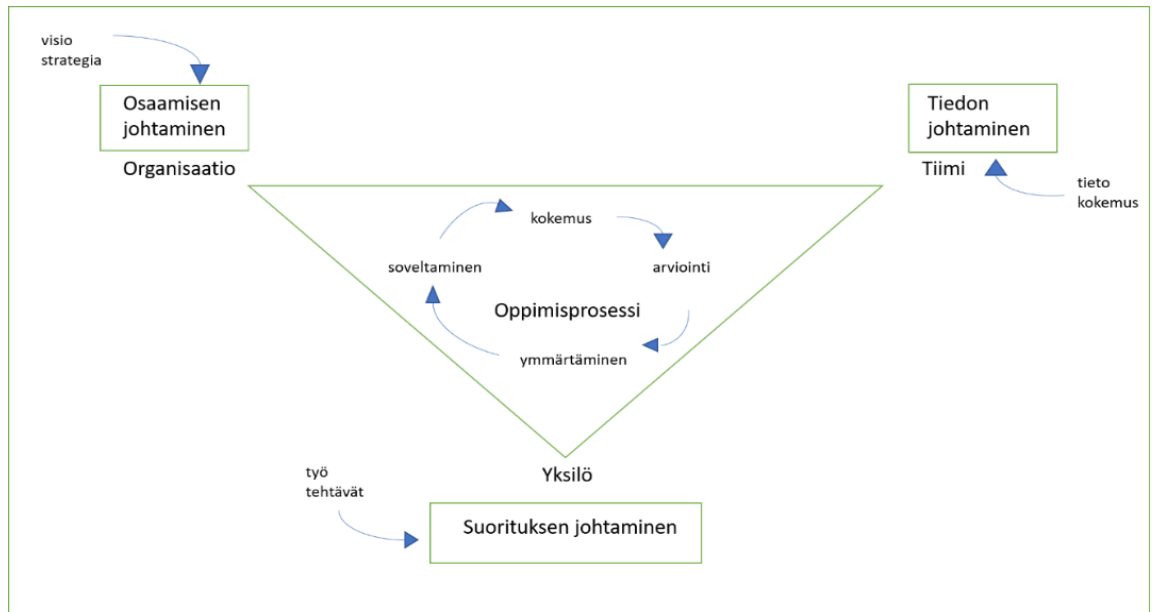 visio
strategia
Osaamisen
johtaminen
Organisaatio
Tiedon
johtaminen
Tiimi
tieto
kokemus
kokemus
soveltaminen
arviointi
Oppimisprosessi
ymmärtäminen
Yksilö
työ
tehtävät
Suorituksen johtaminen